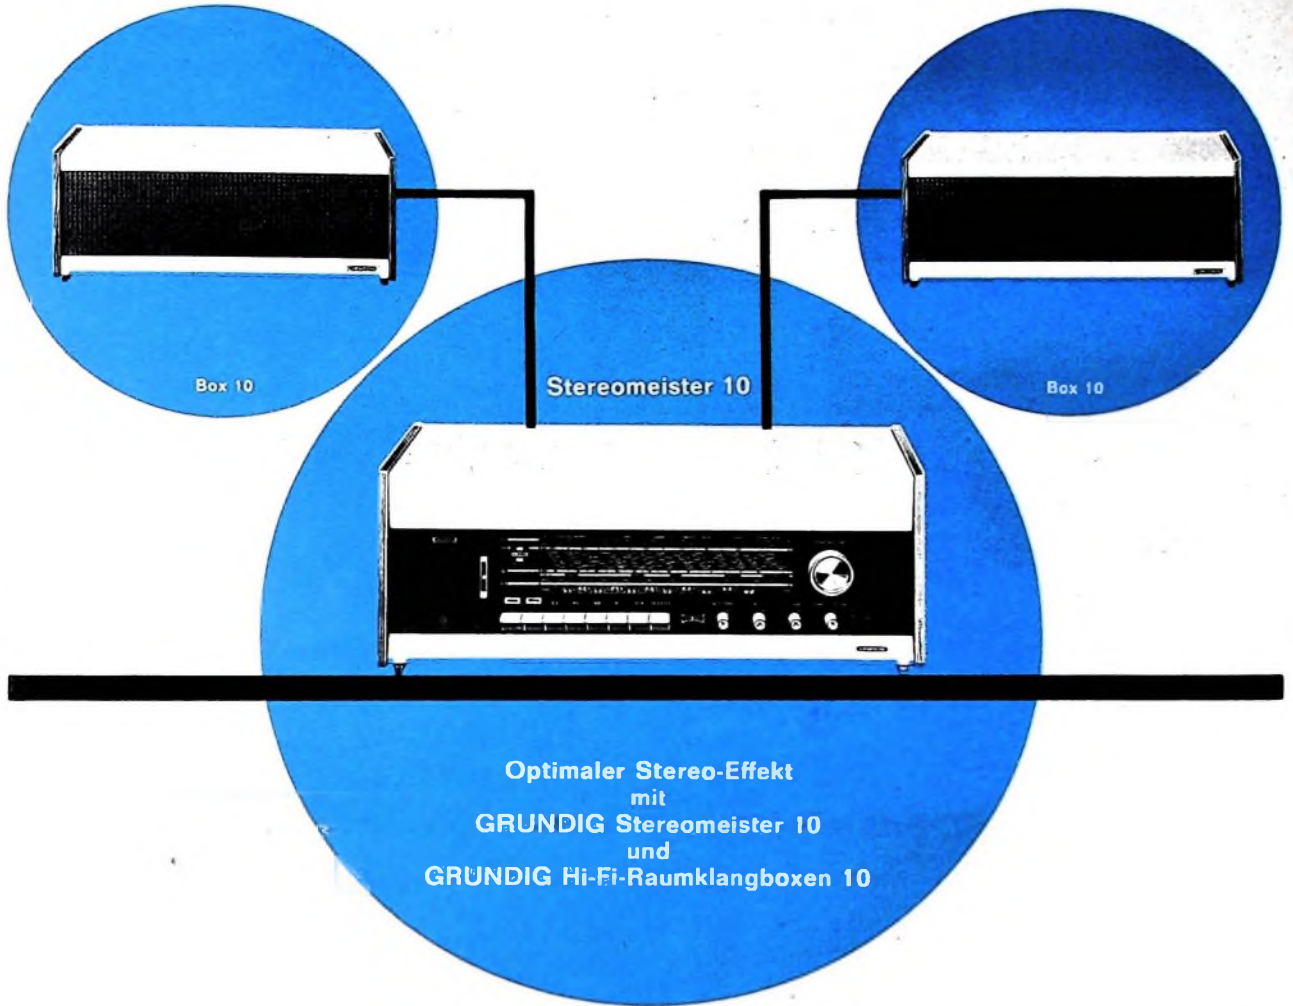 Box 10
Stereomeister 10
Box 10
Optimaler Stereo-Effekt
mit
GRUNDIG Stereomeister 10
und
GRUNDIG Hi-Fi-Raumklangboxen 10